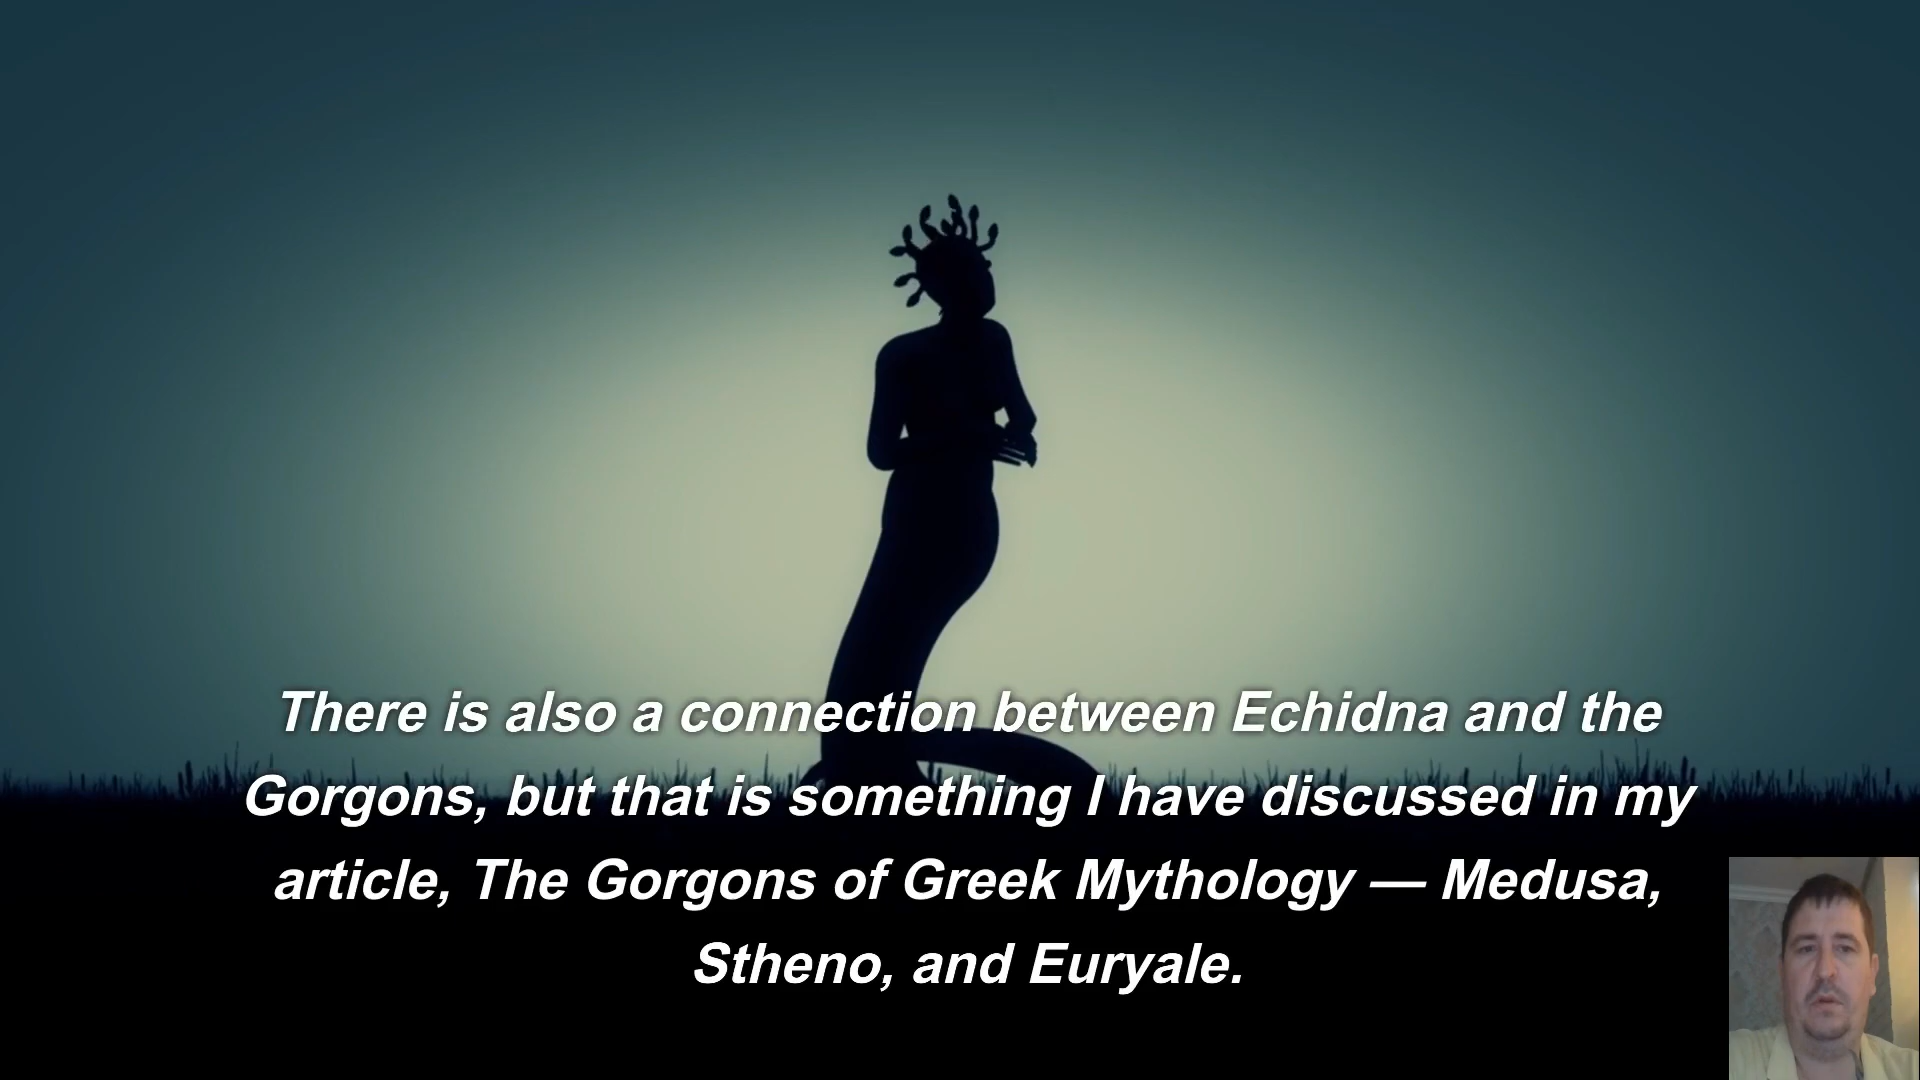 There is also a connection between Echidna and the
Gorgons, but that is something I have discussed in my
article, The Gorgons of Greek Mythology — Medusa,
Stheno, and Euryale.